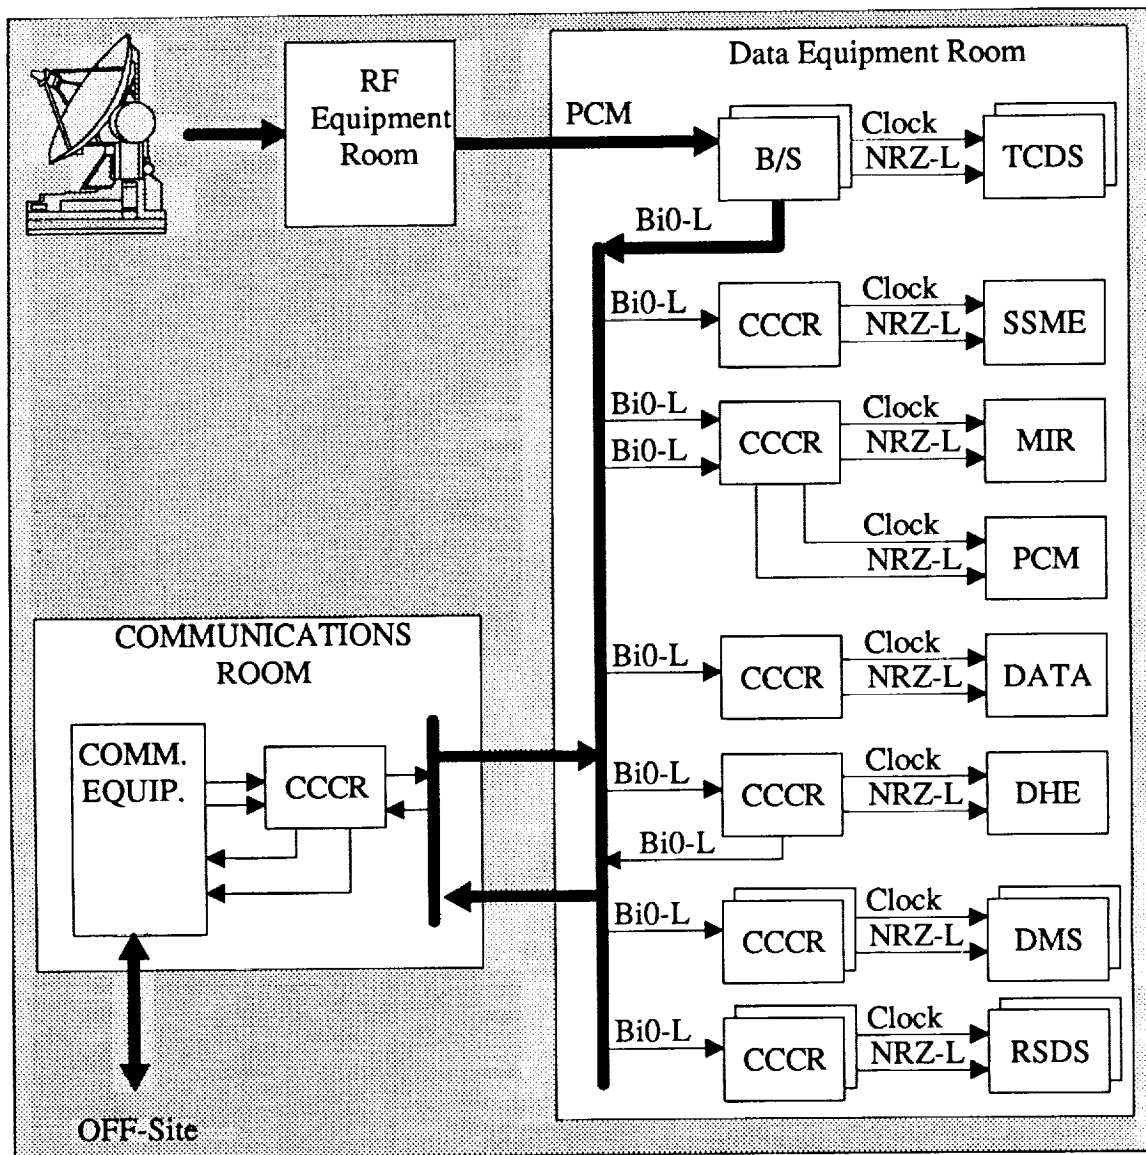 Data Equipment Room
RF
Equipment
Room
PCM
B/S
Clock
NRZ-L
TCDS
Bi0-L
Bi0-L
CCCR
Clock
NRZ-L
SSME
Bi0-L
Bi0-L
CCCR
Clock
NRZ-L
MIR
Clock
NRZ-L
PCM
COMMUNICATIONS
ROOM
Bi0-L
CCCR
Clock
NRZ-L
DATA
COMM.
EQUIP.
CCCR
Bi0-L
CCCR
Clock
NRZ-L
DHE
Bi0-L
Bi0-L
CCCR
Clock
NRZ-L
DMS
Bi0-L
CCCR
Clock
NRZ-L
RSDS
OFF-Site